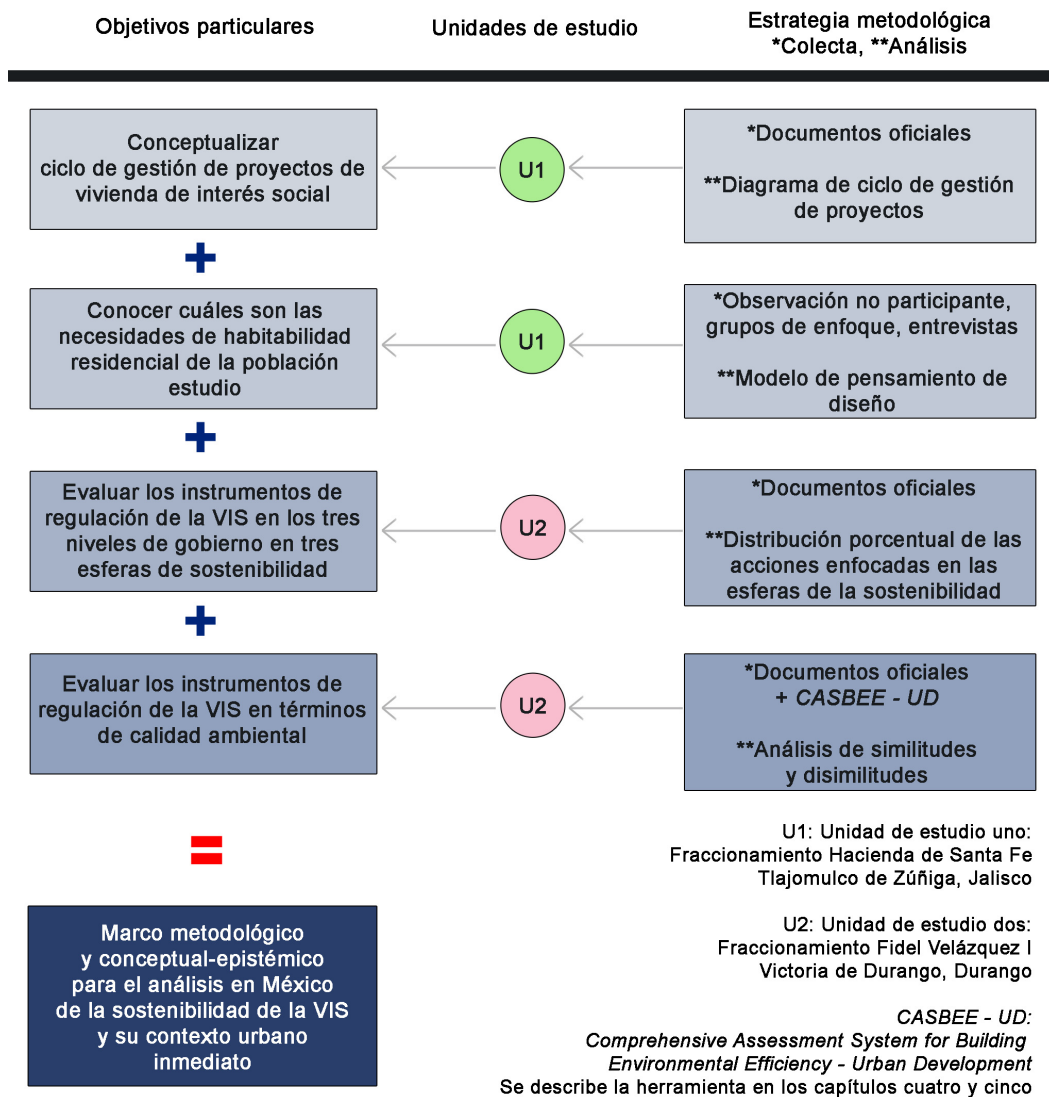 Objetivos particulares
Unidades de estudio
Estrategia metodológica
*Colecta, **Análisis
Conceptualizar
ciclo de gestión de proyectos de
vivienda de interés social
U1
*Documentos oficiales
**Diagrama de ciclo de gestión
de proyectos
+
Conocer cuáles son las
necesidades de habitabilidad
residencial de la población
estudio
U1
*Observación no participante,
grupos de enfoque, entrevistas
**Modelo de pensamiento de
diseño
+
Evaluar los instrumentos de
regulación de la VIS en los tres
niveles de gobierno en tres
esferas de sostenibilidad
U2
*Documentos oficiales
**Distribución porcentual de las
acciones enfocadas en las
esferas de la sostenibilidad
+
Evaluar los instrumentos de
regulación de la VIS en términos
de calidad ambiental
U2
*Documentos oficiales
+ CASBEE - UD
**Análisis de similitudes
y disimilitudes
=
Marco metodológico
y conceptual-epistémico
para el análisis en México
de la sostenibilidad de la VIS
y su contexto urbano
inmediato
U1: Unidad de estudio uno:
Fraccionamiento Hacienda de Santa Fe
Tlajomulco de Zúñiga, Jalisco
U2: Unidad de estudio dos:
Fraccionamiento Fidel Velázquez I
Victoria de Durango, Durango
CASBEE - UD:
Comprehensive Assessment System for Building
Environmental Efficiency - Urban Development
Se describe la herramienta en los capítulos cuatro y cinco